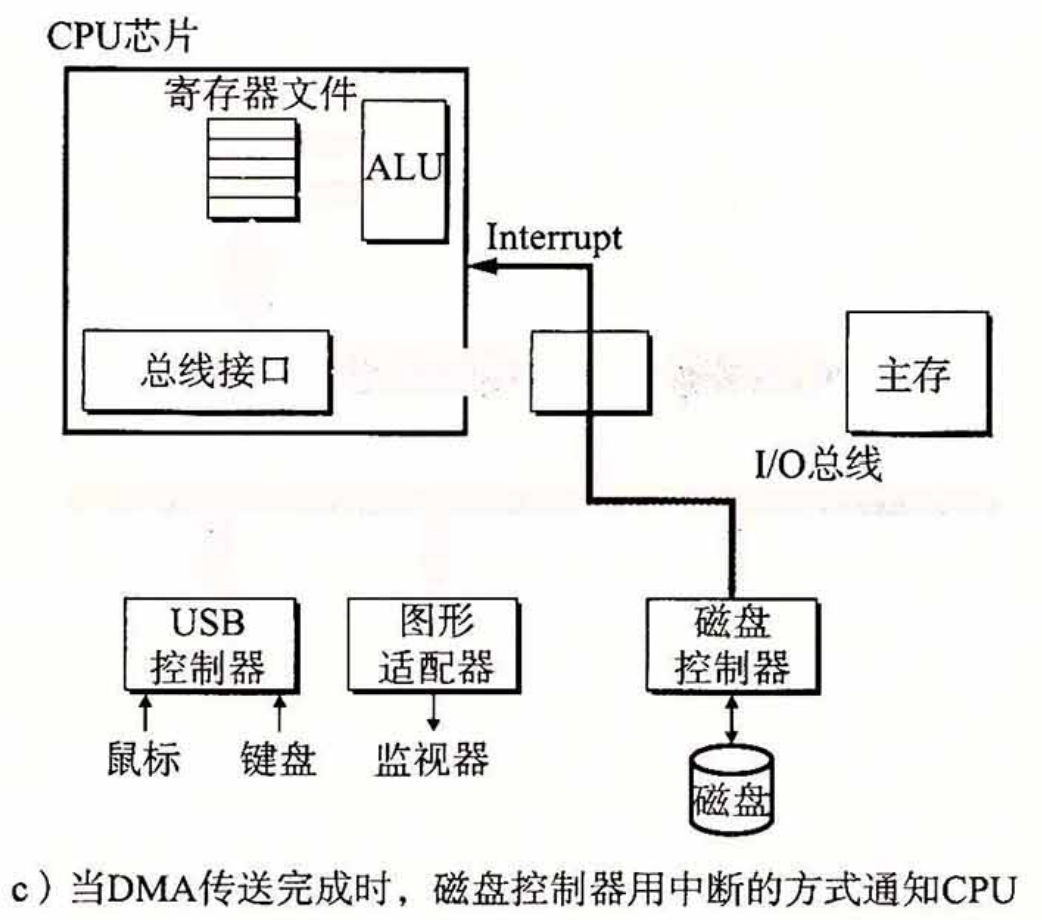 CPU芯片
寄存器文件
ALU
Interrupt
总线接口
主存
I/O总线
USB
控制器
图形
适配器
磁盘
控制器
鼠标
键盘
监视器
磁盘
c）当DMA传送完成时，磁盘控制器用中断的方式通知CPU